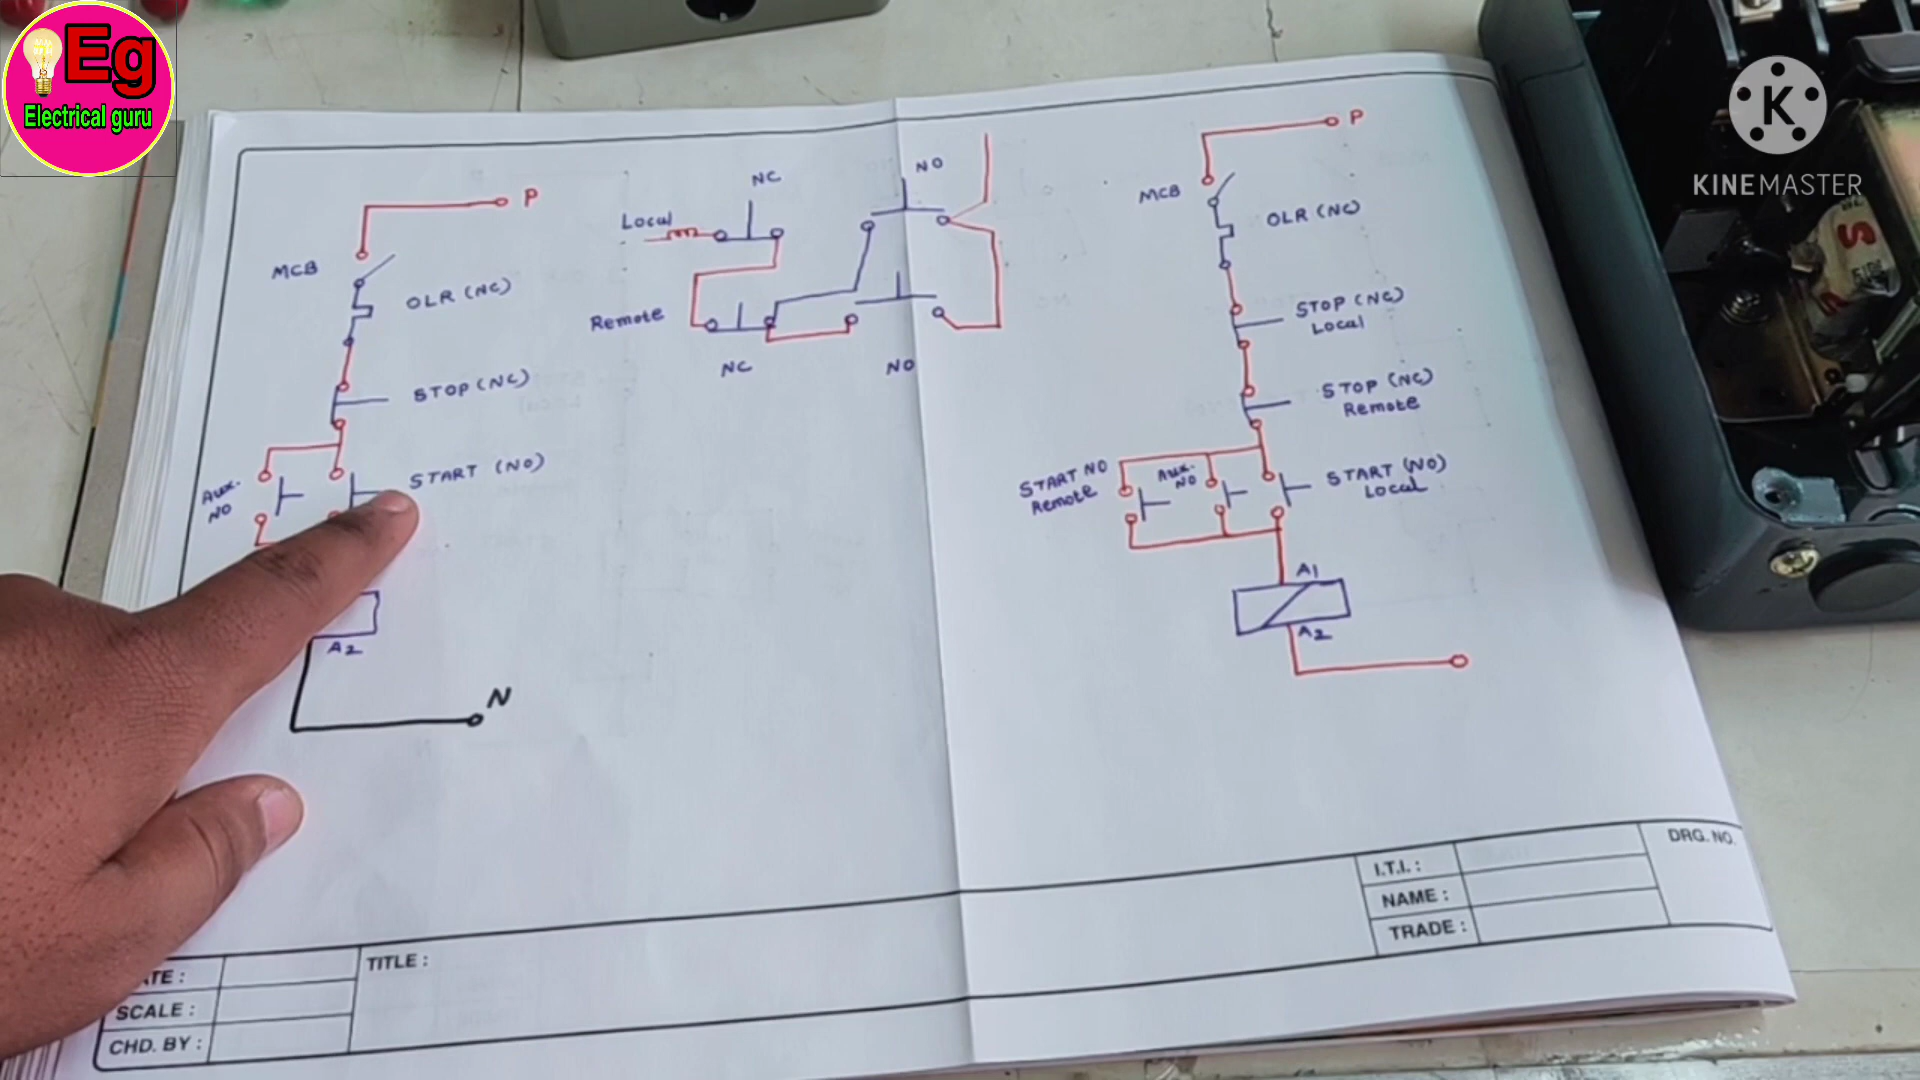 Eg
Electrical guru
KINEMASTER
P
MCB
OLR (NC)
STOP (NC)
START (NO)
Aux.
NO
A2
N
NC
NO
Local
Remote
NC
NO
P
MCB
OLR (NC)
STOP (NC)
Local
STOP (NC)
Remote
START NO
Remote
Aux.
NO
START (NO)
Local
A1
A2
I.T.I. :
NAME :
TRADE :
DRG. NO.
TITLE :
SCALE :
CHD. BY :